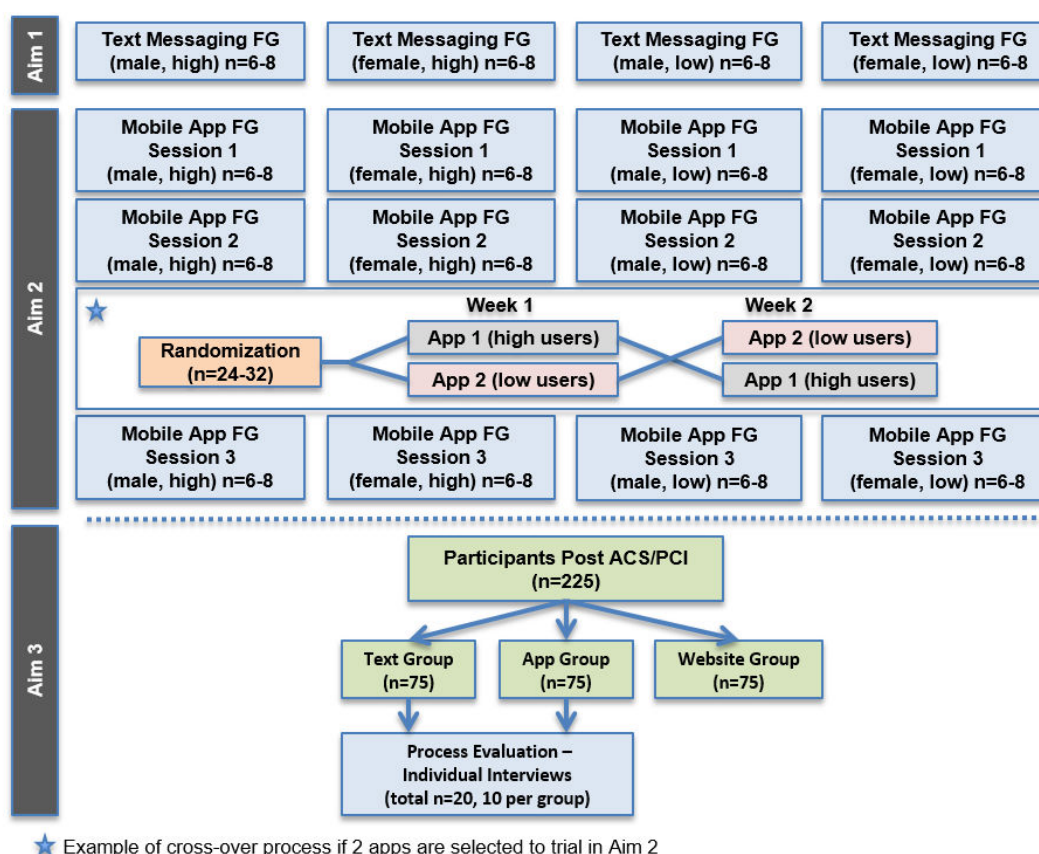 Aim 1
Text Messaging FG
(male, high) n=6-8
Text Messaging FG
(female, high) n=6-8
Text Messaging FG
(male, low) n=6-8
Text Messaging FG
(female, low) n=6-8
Aim 2
Mobile App FG
Session 1
(male, high) n=6-8
Mobile App FG
Session 1
(female, high) n=6-8
Mobile App FG
Session 1
(male, low) n=6-8
Mobile App FG
Session 1
(female, low) n=6-8
Mobile App FG
Session 2
(male, high) n=6-8
Mobile App FG
Session 2
(female, high) n=6-8
Mobile App FG
Session 2
(male, low) n=6-8
Mobile App FG
Session 2
(female, low) n=6-8
Week 1
Week 2
Randomization
(n=24-32)
App 1 (high users)
App 2 (low users)
App 2 (low users)
App 1 (high users)
Mobile App FG
Session 3
(male, high) n=6-8
Mobile App FG
Session 3
(female, high) n=6-8
Mobile App FG
Session 3
(male, low) n=6-8
Mobile App FG
Session 3
(female, low) n=6-8
Aim 3
Participants Post ACS/PCI
(n=225)
Text Group
(n=75)
App Group
(n=75)
Website Group
(n=75)
Process Evaluation –
Individual Interviews
(total n=20, 10 per group)
Example of cross-over process if 2 apps are selected to trial in Aim 2